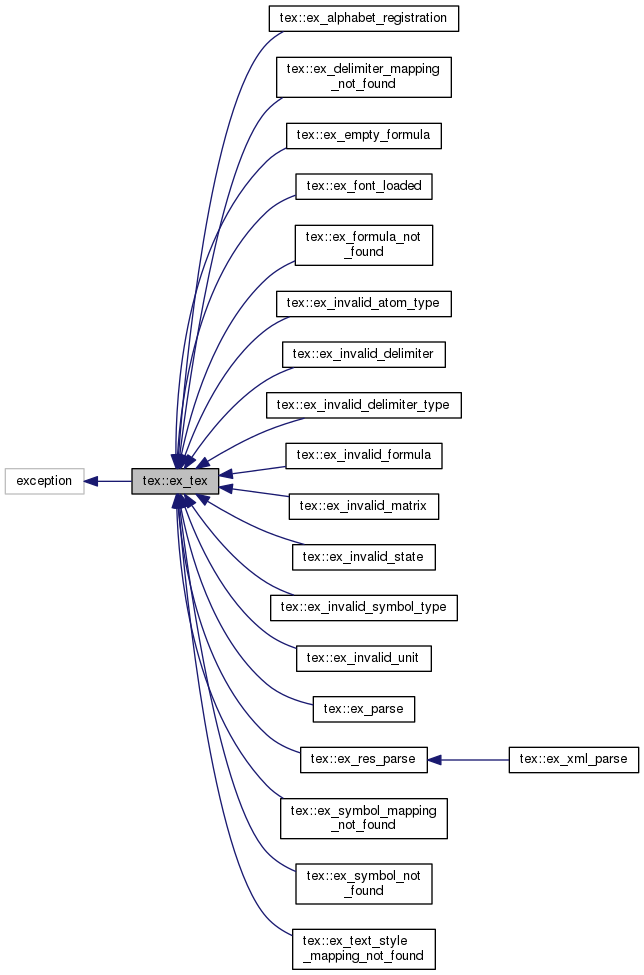 tex::ex_alphabet_registration
tex::ex_delimiter_mapping
_not_found
tex::ex_empty_formula
tex::ex_font_loaded
tex::ex_formula_not
_found
tex::ex_invalid_atom_type
tex::ex_invalid_delimiter
tex::ex_invalid_delimiter_type
tex::ex_invalid_formula
exception
tex::ex_tex
tex::ex_invalid_matrix
tex::ex_invalid_state
tex::ex_invalid_symbol_type
tex::ex_invalid_unit
tex::ex_parse
tex::ex_res_parse
tex::ex_xml_parse
tex::ex_symbol_mapping
_not_found
tex::ex_symbol_not
_found
tex::ex_text_style
_mapping_not_found